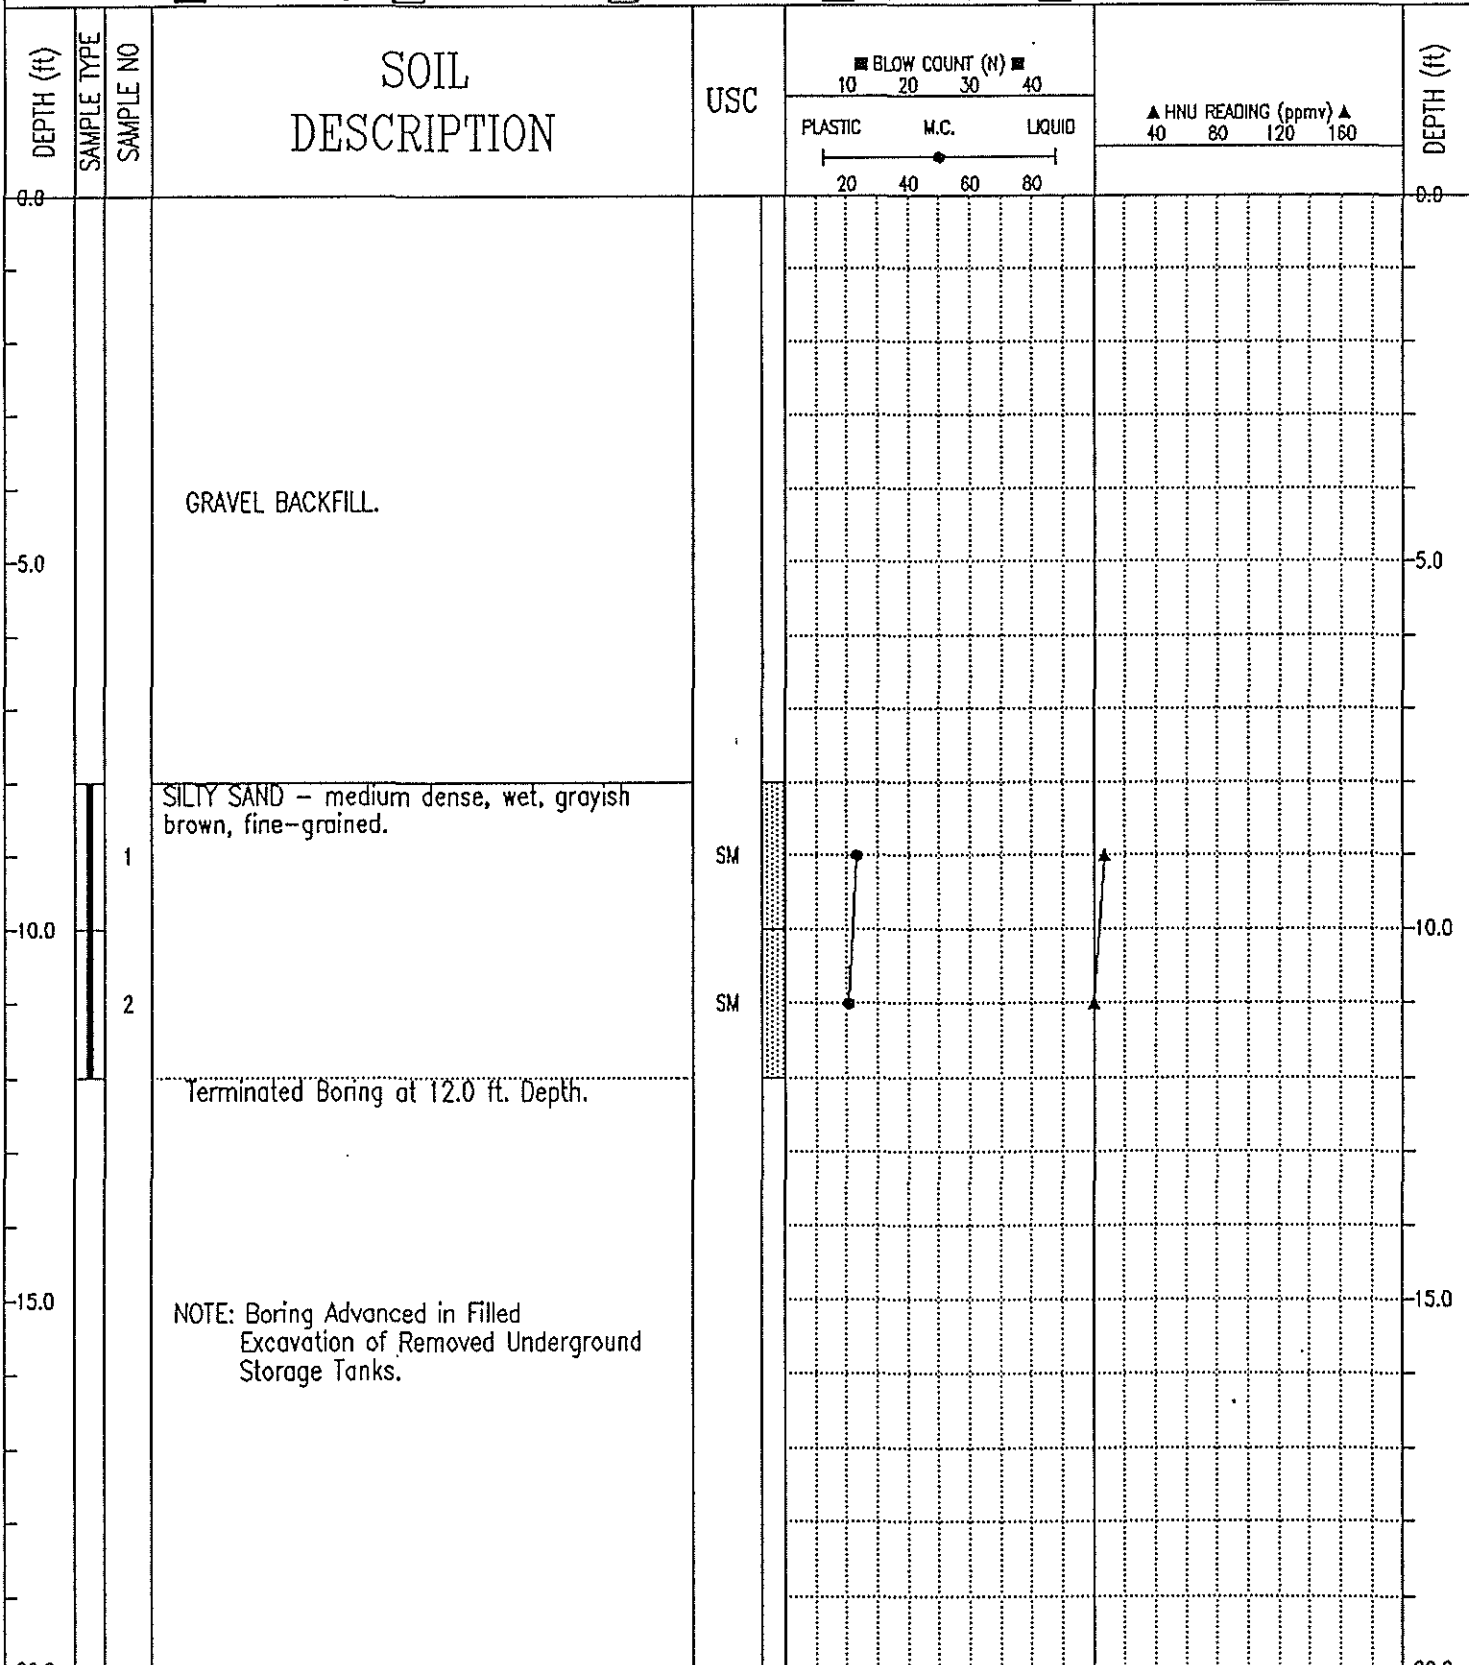 DEPTH (ft)
SAMPLE TYPE
SAMPLE NO
SOIL
DESCRIPTION
USC
■ BLOW COUNT (N) ■
10 20 30 40
PLASTIC M.C. LIQUID
20 40 60 80
▲ HNU READING (ppmv) ▲
40 80 120 160
DEPTH (ft)
0.0 0.0
GRAVEL BACKFILL.
5.0 5.0
SILTY SAND – medium dense, wet, grayish
brown, fine-grained.
1 SM
10.0 10.0
2 SM
Terminated Boring at 12.0 ft. Depth.
15.0 15.0
NOTE: Boring Advanced in Filled
Excavation of Removed Underground
Storage Tanks.